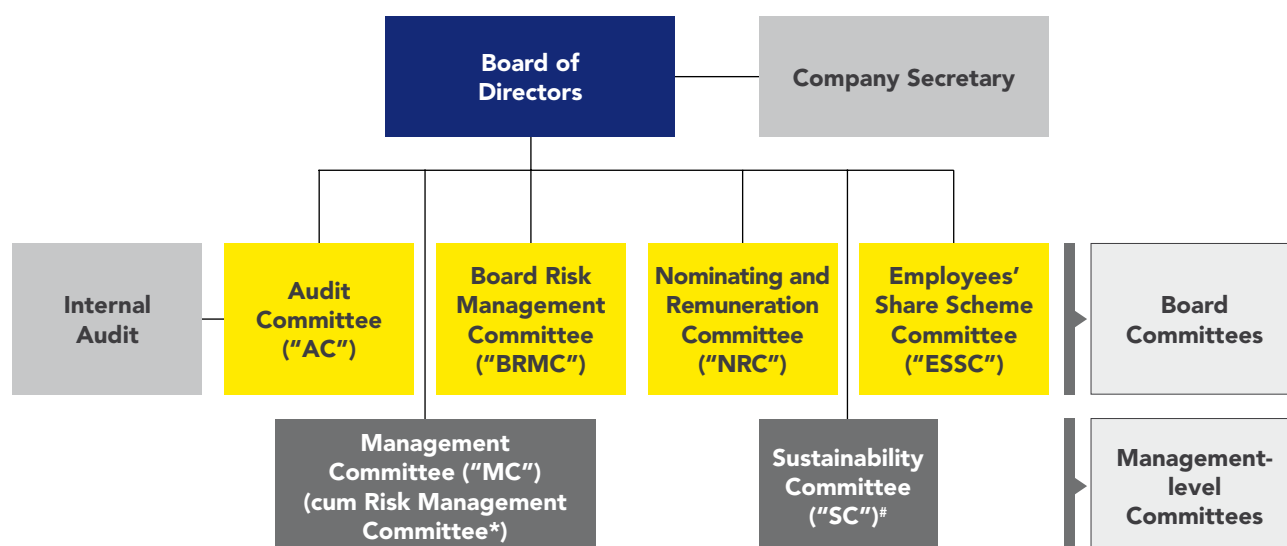 Board of
Directors
Company Secretary
Internal
Audit
Audit
Committee
(“AC”)
Board Risk
Management
Committee
(“BRMC”)
Nominating and
Remuneration
Committee
(“NRC”)
Employees’
Share Scheme
Committee
(“ESSC”)
Board
Committees
Management
Committee (“MC”)
(cum Risk Management
Committee*)
Sustainability
Committee
(“SC”)#
Management-
level
Committees